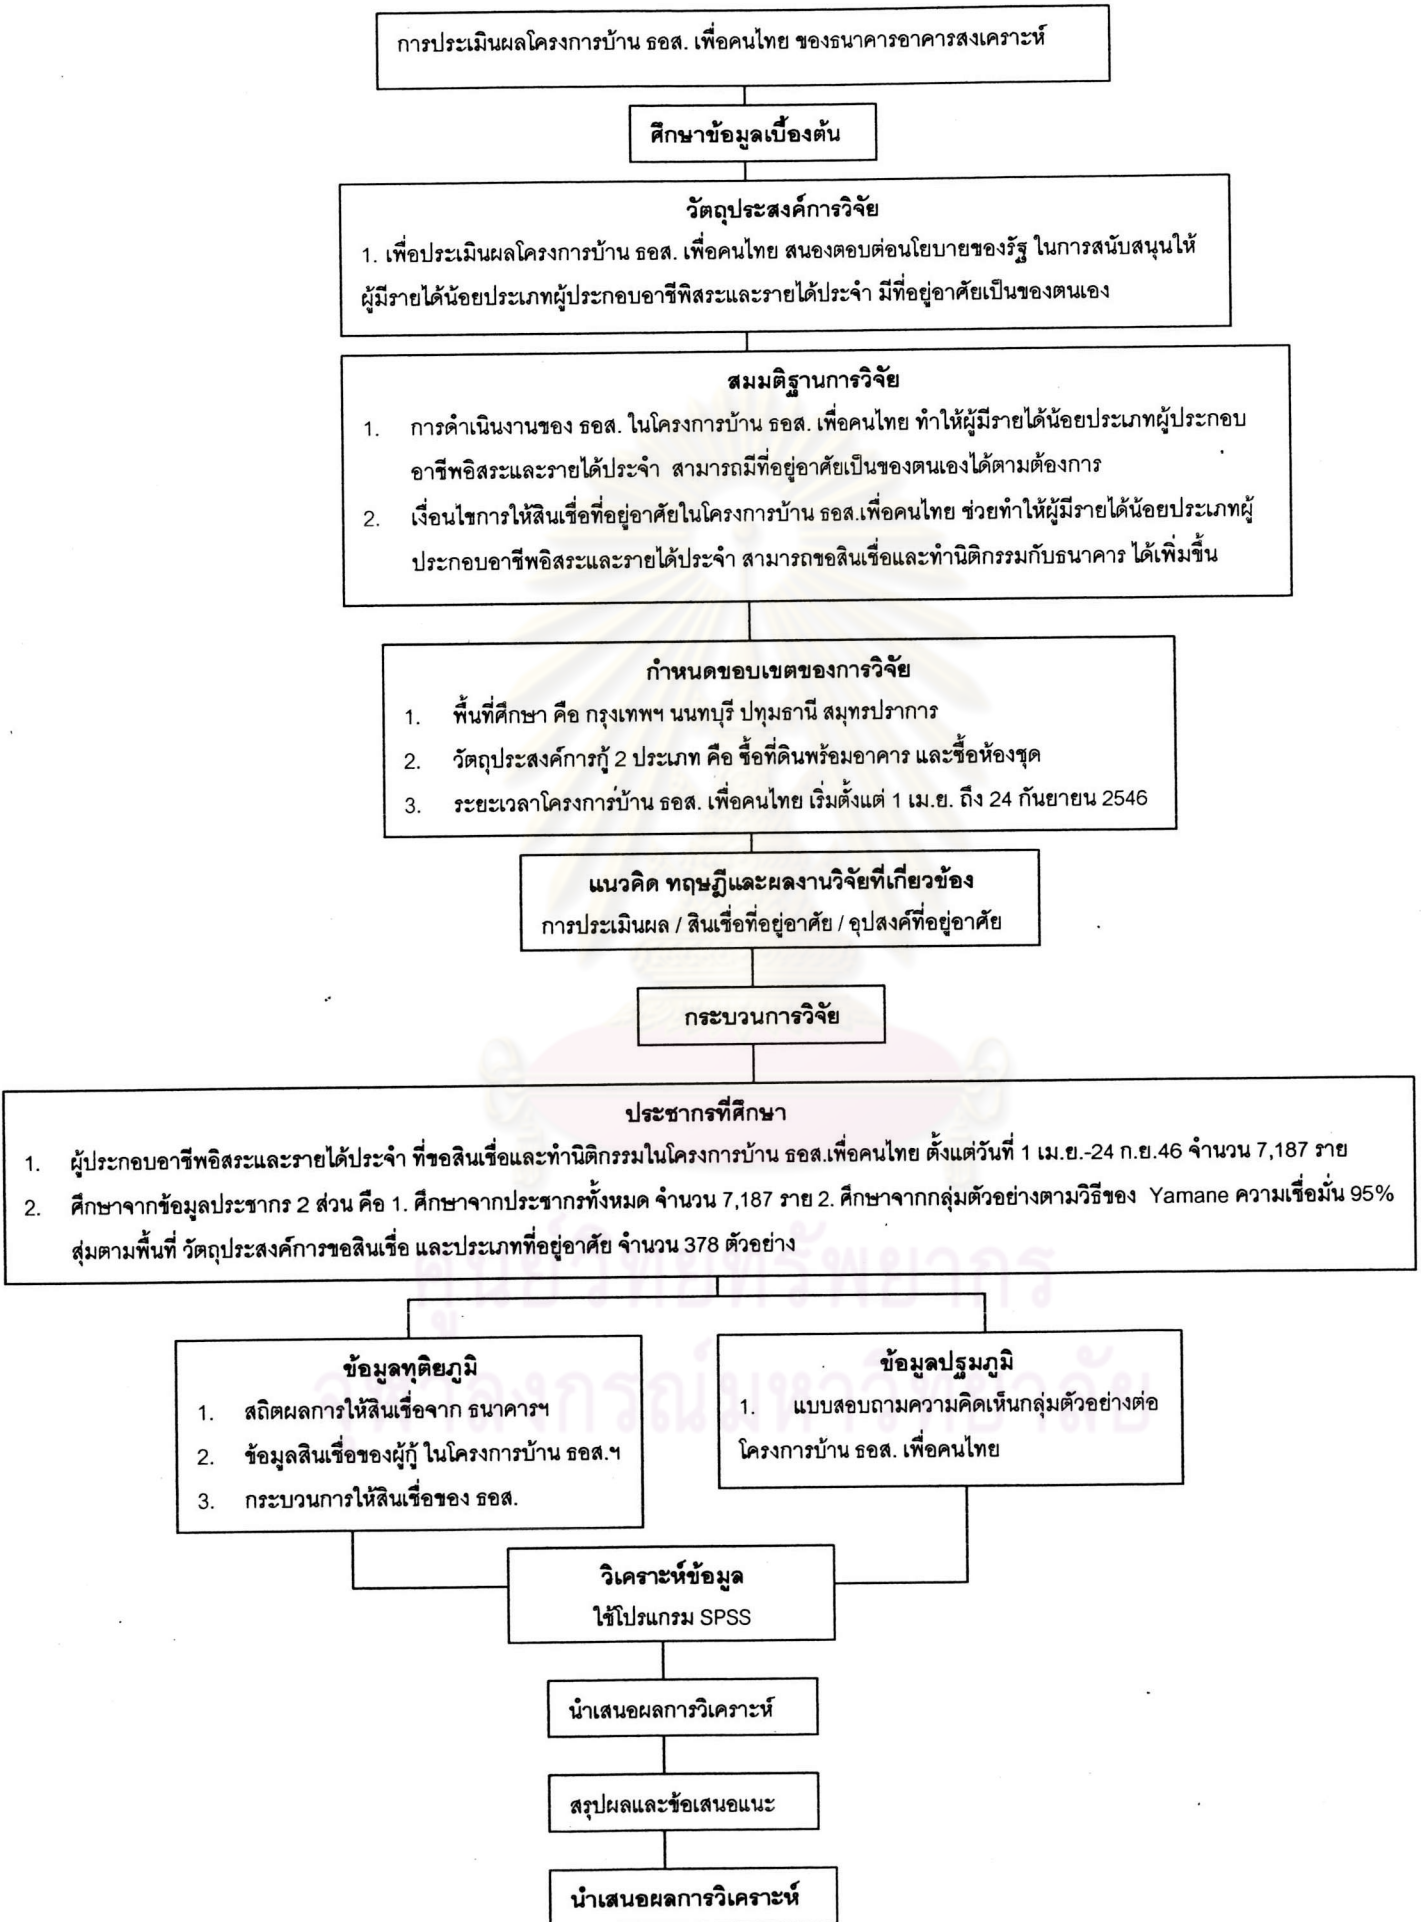 การประเมินผลโครงการบ้าน ธอส. เพื่อคนไทย ของธนาคารอาคารสงเคราะห์
ศึกษาข้อมูลเบื้องต้น
วัตถุประสงค์การวิจัย
1. เพื่อประเมินผลโครงการบ้าน ธอส. เพื่อคนไทย สนองตอบต่อนโยบายของรัฐ ในการสนับสนุนให้
ผู้มีรายได้น้อยประเภทผู้ประกอบอาชีพิสระและรายได้ประจำ มีที่อยู่อาศัยเป็นของตนเอง
สมมติฐานการวิจัย
1. การดำเนินงานของ ธอส. ในโครงการบ้าน ธอส. เพื่อคนไทย ทำให้ผู้มีรายได้น้อยประเภทผู้ประกอบ
อาชีพอิสระและรายได้ประจำ สามารถมีที่อยู่อาศัยเป็นของตนเองได้ตามต้องการ
2. เงื่อนไขการให้สินเชื่อที่อยู่อาศัยในโครงการบ้าน ธอส.เพื่อคนไทย ช่วยทำให้ผู้มีรายได้น้อยประเภทผู้
ประกอบอาชีพอิสระและรายได้ประจำ สามารถขอสินเชื่อและทำนิติกรรมกับธนาคาร ได้เพิ่มขึ้น
กำหนดขอบเขตของการวิจัย
1. พื้นที่ศึกษา คือ กรุงเทพฯ นนทบุรี ปทุมธานี สมุทรปราการ
2. วัตถุประสงค์การกู้ 2 ประเภท คือ ซื้อที่ดินพร้อมอาคาร และซื้อห้องชุด
3. ระยะเวลาโครงการบ้าน ธอส. เพื่อคนไทย เริ่มตั้งแต่ 1 เม.ย. ถึง 24 กันยายน 2546
แนวคิด ทฤษฎีและผลงานวิจัยที่เกี่ยวข้อง
การประเมินผล / สินเชื่อที่อยู่อาศัย / อุปสงค์ที่อยู่อาศัย
กระบวนการวิจัย
ประชากรที่ศึกษา
1. ผู้ประกอบอาชีพอิสระและรายได้ประจำ ที่ขอสินเชื่อและทำนิติกรรมในโครงการบ้าน ธอส.เพื่อคนไทย ตั้งแต่วันที่ 1 เม.ย.-24 ก.ย.46 จำนวน 7,187 ราย
2. ศึกษาจากข้อมูลประชากร 2 ส่วน คือ 1. ศึกษาจากประชากรทั้งหมด จำนวน 7,187 ราย 2. ศึกษาจากกลุ่มตัวอย่างตามวิธีของ Yamane ความเชื่อมั่น 95%
สุ่มตามพื้นที่ วัตถุประสงค์การขอสินเชื่อ และประเภทที่อยู่อาศัย จำนวน 378 ตัวอย่าง
ศูนย์วิทยทรัพยากร
จุฬาลงกรณ์มหาวิทยาลัย
ข้อมูลทุติยภูมิ
1. สถิตผลการให้สินเชื่อจาก ธนาคารฯ
2. ข้อมูลสินเชื่อของผู้กู้ ในโครงการบ้าน ธอส.ฯ
3. กระบวนการให้สินเชื่อของ ธอส.
ข้อมูลปฐมภูมิ
1. แบบสอบถามความคิดเห็นกลุ่มตัวอย่างต่อ
โครงการบ้าน ธอส. เพื่อคนไทย
วิเคราะห์ข้อมูล
ใช้โปรแกรม SPSS
นำเสนอผลการวิเคราะห์
สรุปผลและข้อเสนอแนะ
นำเสนอผลการวิเคราะห์